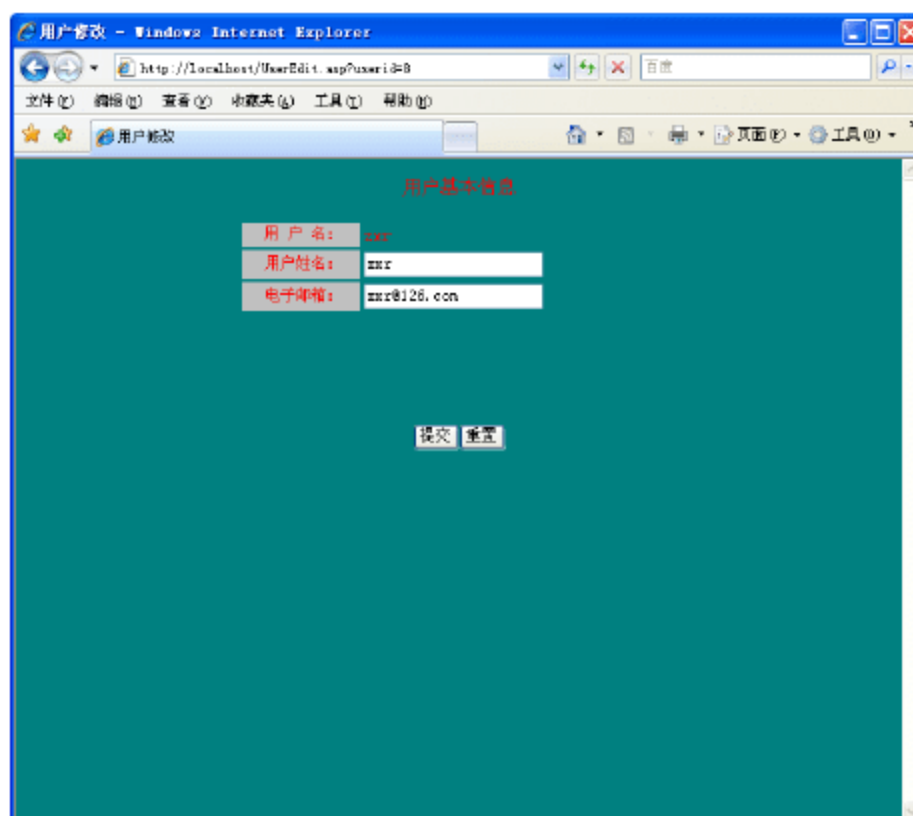 用户修改 - Windows Internet Explorer
http://localhost/UserEdit.asp?userid=8
百度
文件(F) 编辑(E) 查看(V) 收藏夹(A) 工具(T) 帮助(H)
用户修改 页面(P) 工具(O)
用户基本信息
用 户 名: zxr
用户姓名: zxr
电子邮箱: zxr@126.com
提交 重置